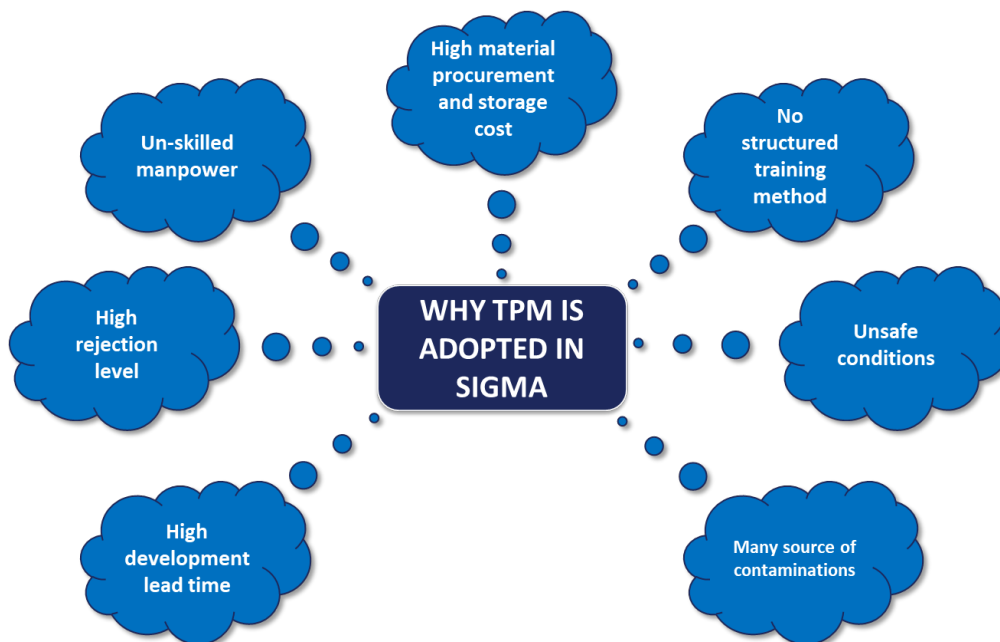 High material
procurement
and storage
cost
Un-skilled
manpower
No
structured
training
method
High
rejection
level
WHY TPM IS
ADOPTED IN
SIGMA
Unsafe
conditions
High
development
lead time
Many source of
contaminations